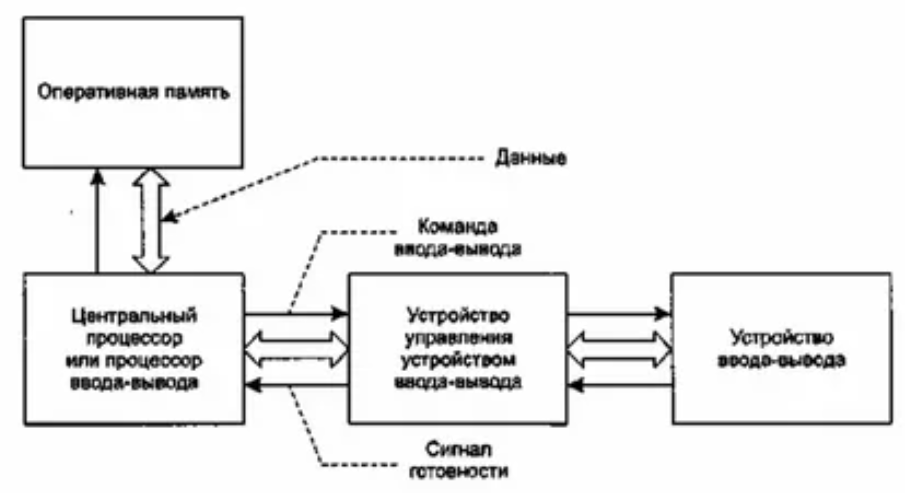 Оперативная память
Данные
Команда
ввода-вывода
Центральный
процессор
или процессор
ввода-вывода
Устройство
управления
устройством
ввода-вывода
Устройство
ввода-вывода
Сигнал
готовности